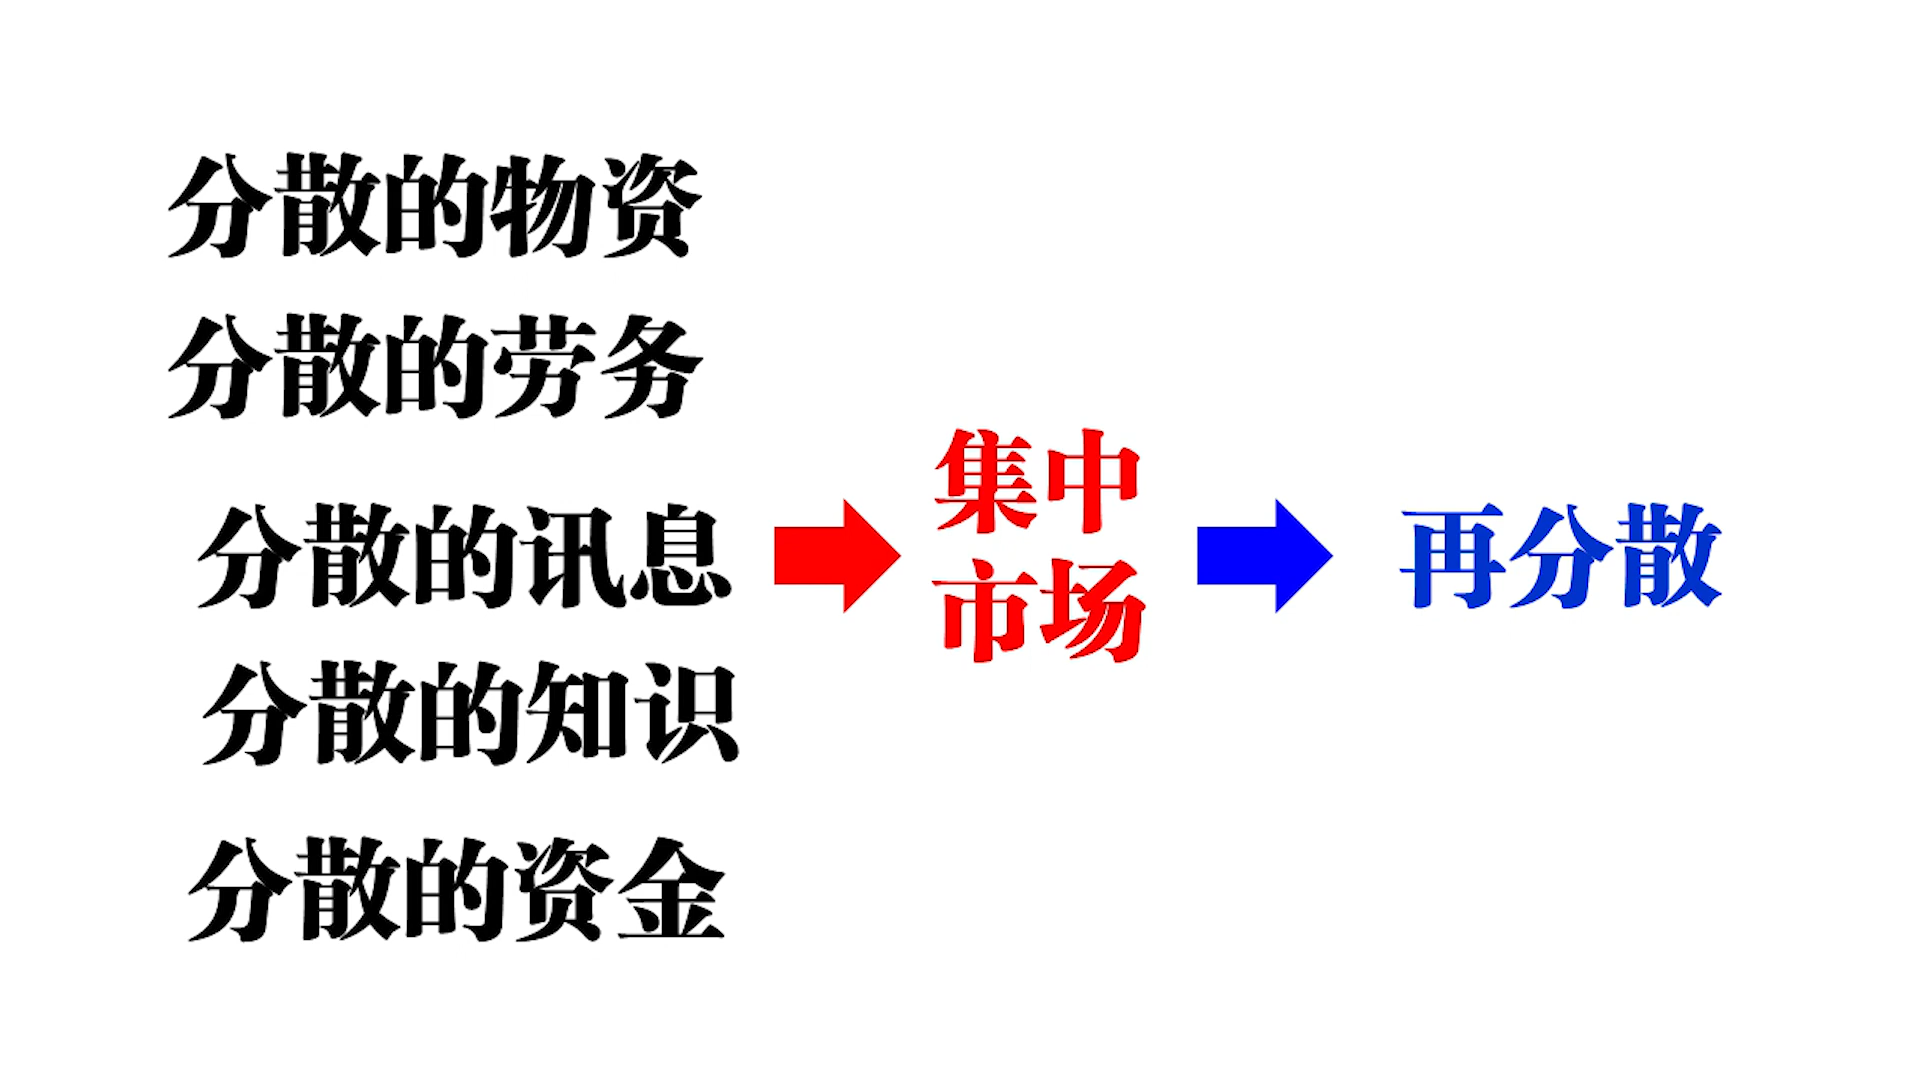 分散的物资
分散的劳务
分散的讯息
分散的知识
分散的资金
集中
市场
再分散